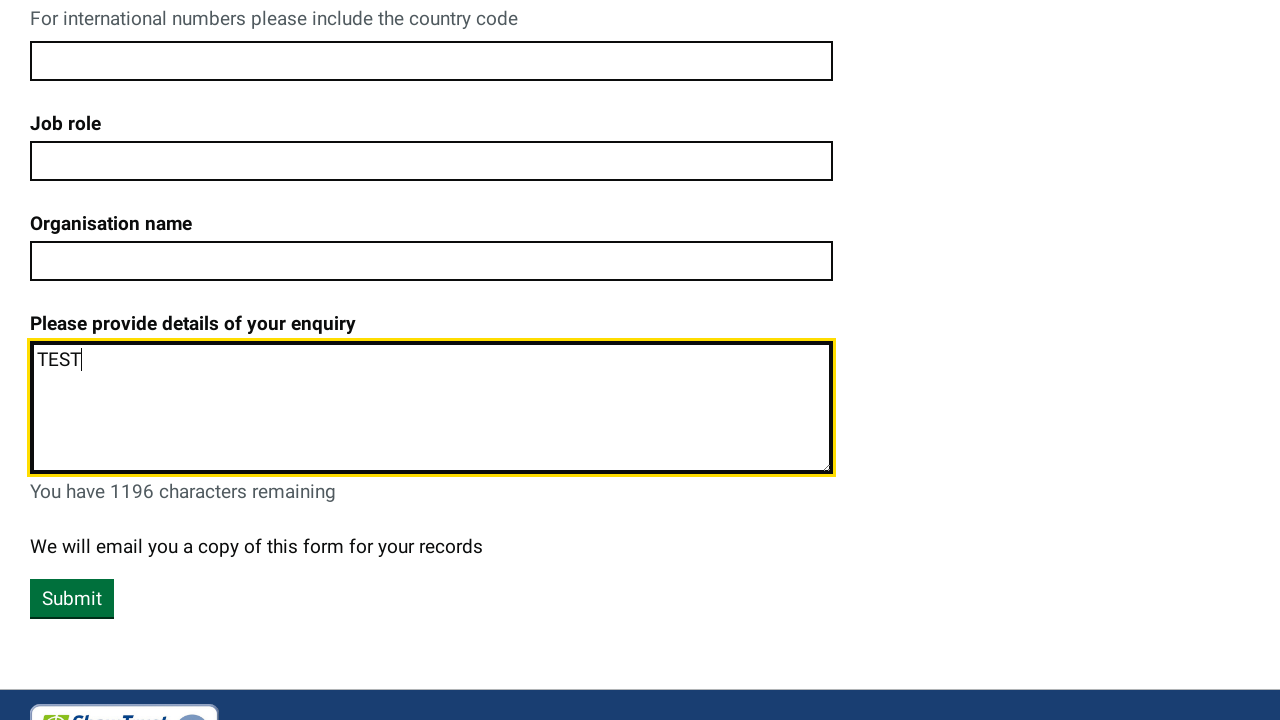 For international numbers please include the country code
Job role
Organisation name
Please provide details of your enquiry
TEST
You have 1196 characters remaining
We will email you a copy of this form for your records
Submit